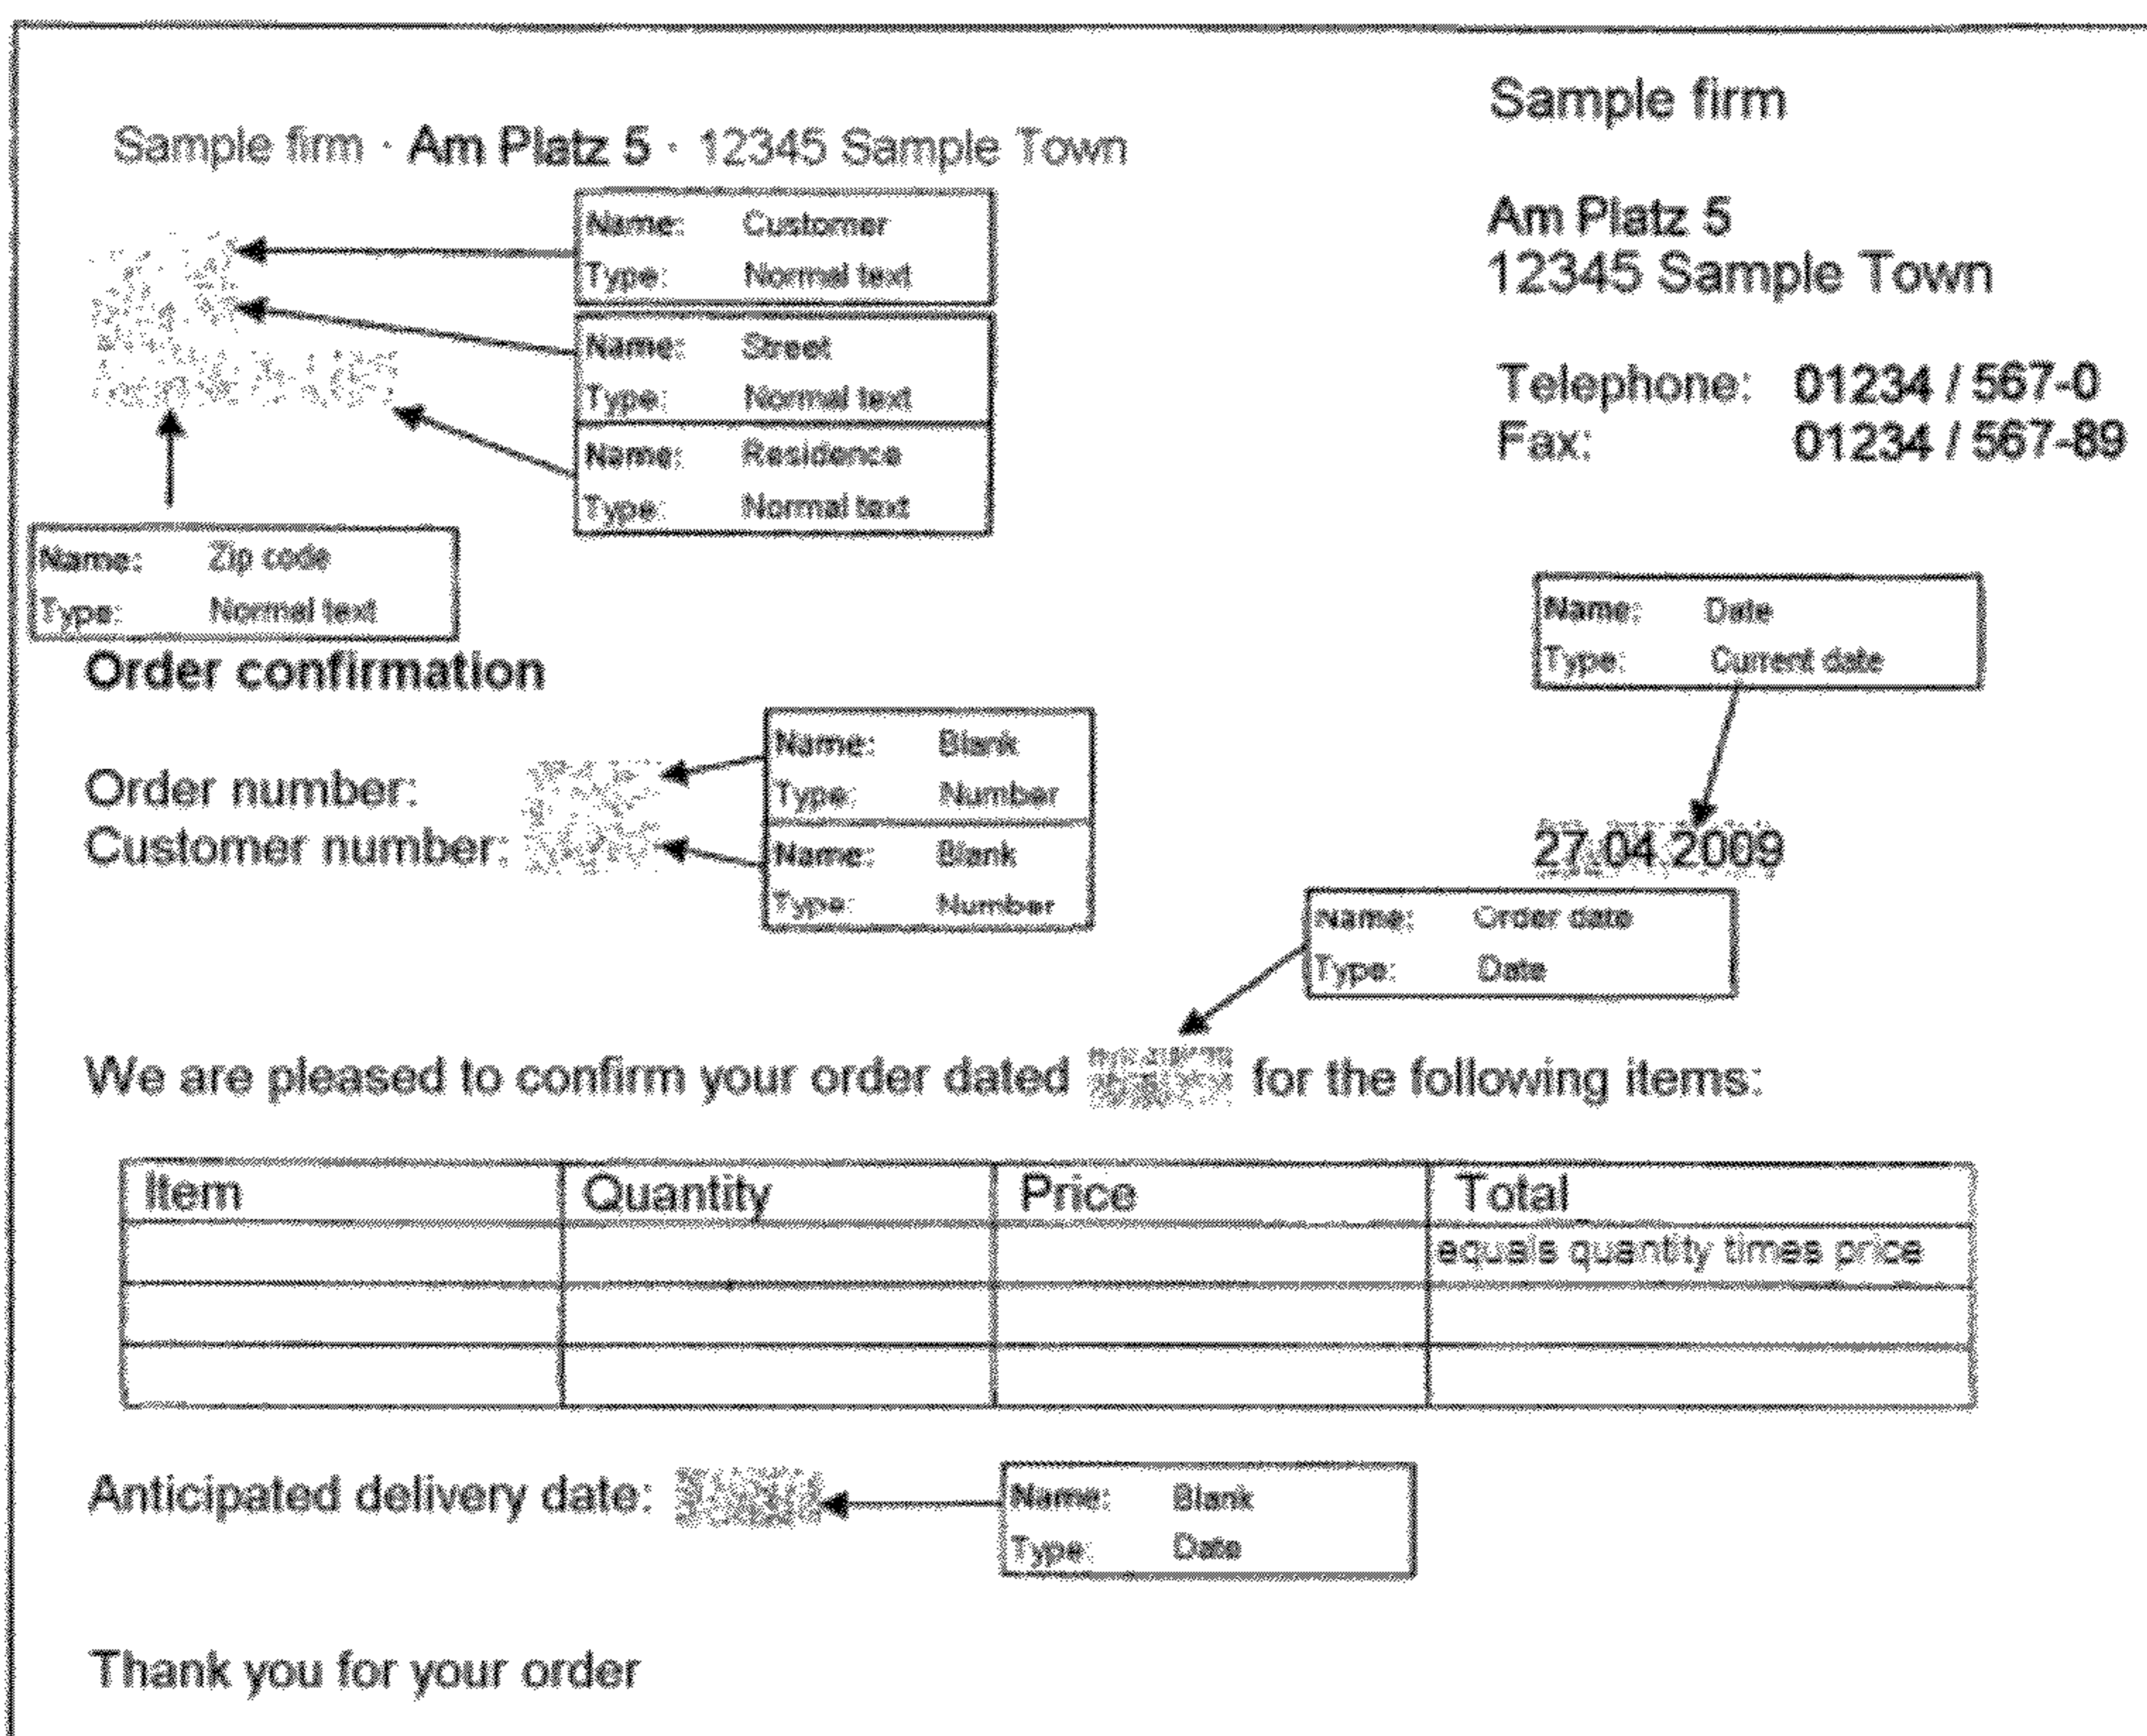 Sample firm
Sample firm · Am Platz 5 · 12345 Sample Town
Am Platz 5
12345 Sample Town
Name: Customer
Type: Normal text
Name: Street
Type: Normal text
Name: Residence
Type: Normal text
Telephone: 01234 / 567-0
Fax: 01234 / 567-89
Name: Zip code
Type: Normal text
Name: Date
Type: Current date
Order confirmation
Name: Blank
Type: Number
Order number:
Customer number:
Name: Blank
Type: Number
27.04.2009
Name: Order date
Type: Date
We are pleased to confirm your order dated for the following items:
Item Quantity Price Total
equals quantity times price
Anticipated delivery date:
Name: Blank
Type: Date
Thank you for your order